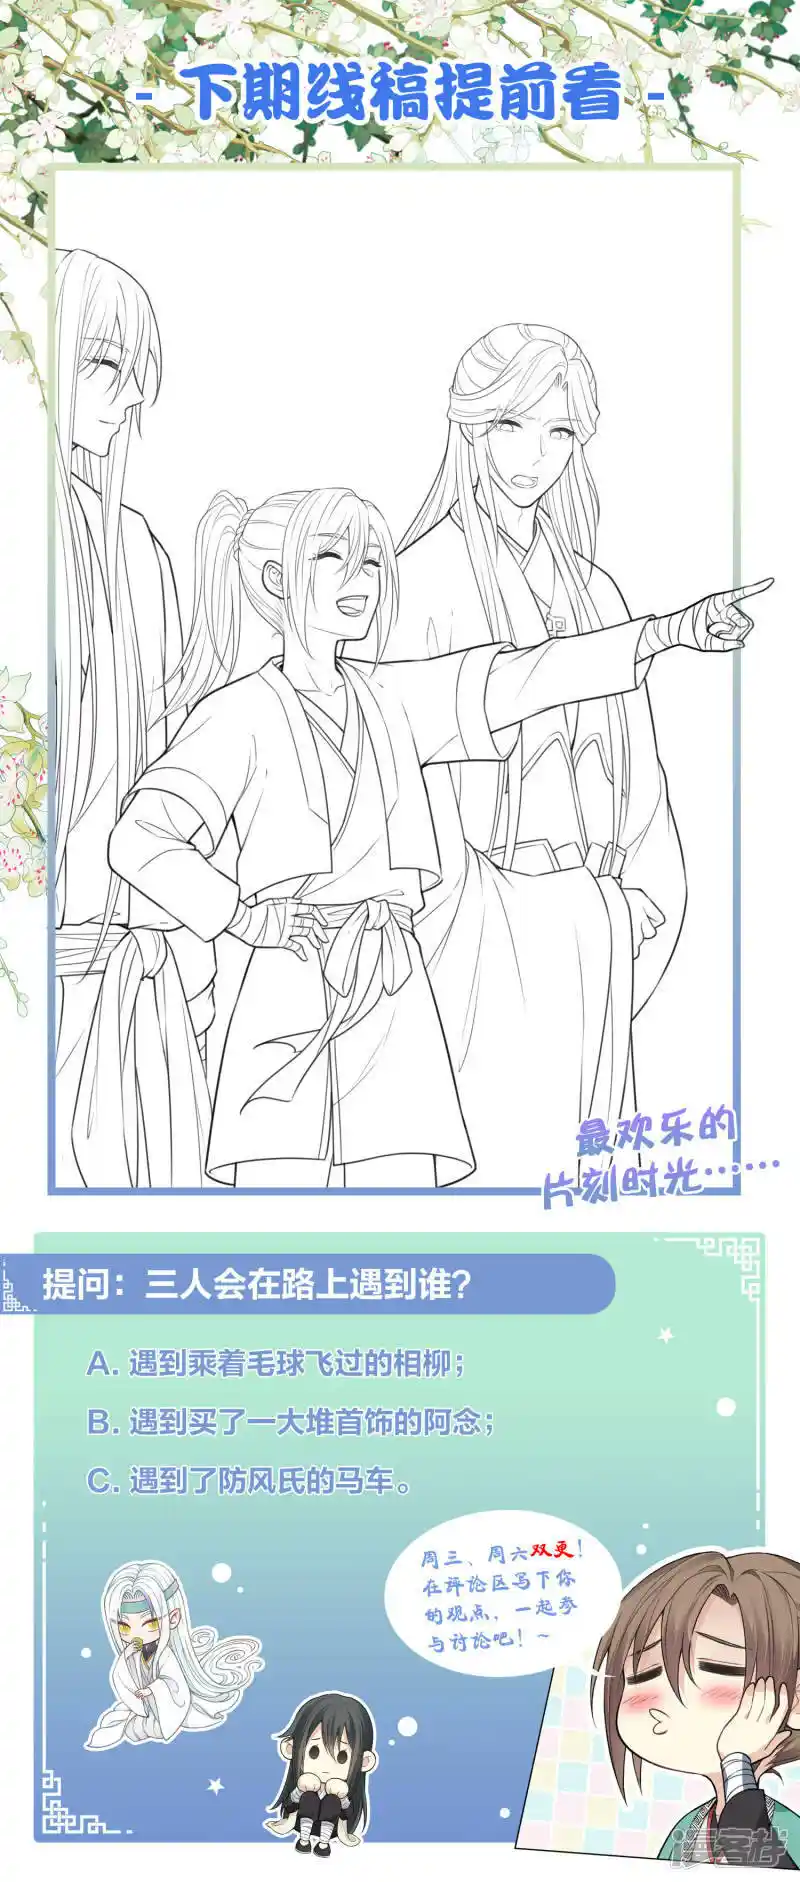 - 下期线稿提前看 -
最欢乐的
片刻时光……
提问：三人会在路上遇到谁？
A. 遇到乘着毛球飞过的相柳；
B. 遇到买了一大堆首饰的阿念；
C. 遇到了防风氏的马车。
周三、周六双更！
在评论区写下你
的观点，一起参
与讨论吧！~
漫客栈